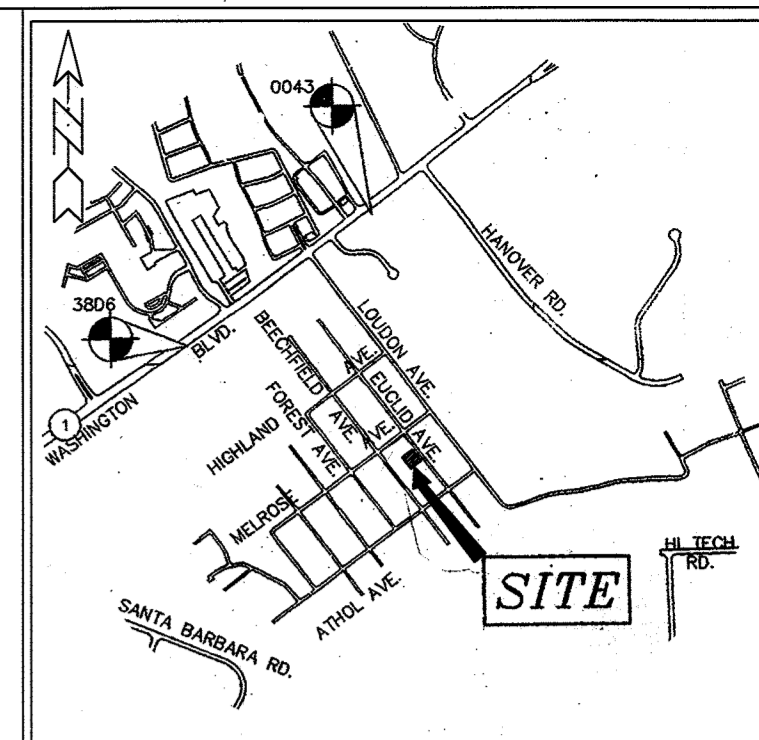 N
0043
HANOVER RD.
38D6
BLVD.
LOUDON AVE.
BEECHFIELD
AVE.
AVE.
EUCLID AVE.
FOREST AVE.
AVE.
HIGHLAND
1
WASHINGTON
MELROSE
HI TECH
RD.
SITE
ATHOL AVE.
SANTA BARBARA RD.